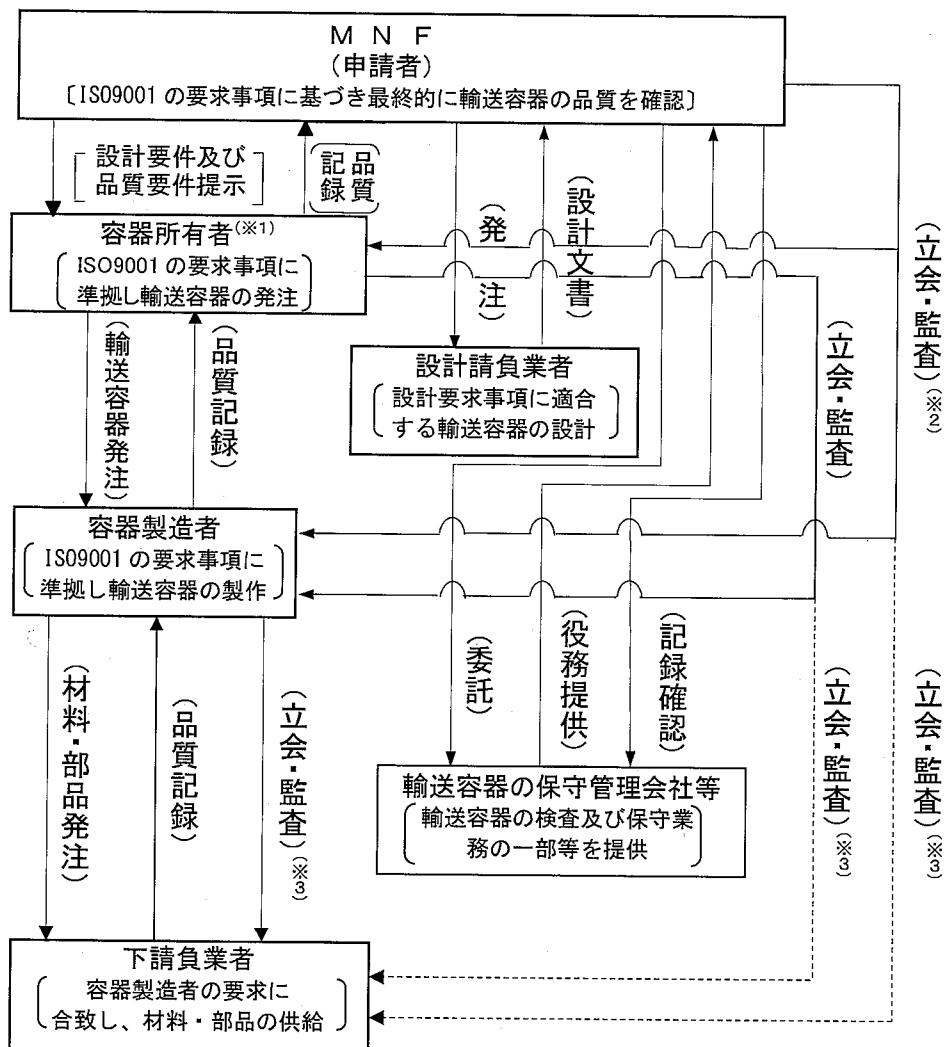 MNF
(申請者)
〔ISO9001の要求事項に基づき最終的に輸送容器の品質を確認〕
設計要件及び
品質要件提示
品質
記録
(発注)
(設計文書)
容器所有者(※1)
ISO9001の要求事項に
準拠し輸送容器の発注
(立会・監査)(※2)
(輸送容器発注)
(品質記録)
設計請負業者
設計要求事項に適合
する輸送容器の設計
(立会・監査)
容器製造者
ISO9001の要求事項に
準拠し輸送容器の製作
(材料・部品発注)
(品質記録)
(立会・監査)(※3)
(委託)
(役務提供)
(記録確認)
(立会・監査)(※3)
(立会・監査)(※3)
輸送容器の保守管理会社等
輸送容器の検査及び保守業
務の一部等を提供
下請負業者
容器製造者の要求に
合致し、材料・部品の供給